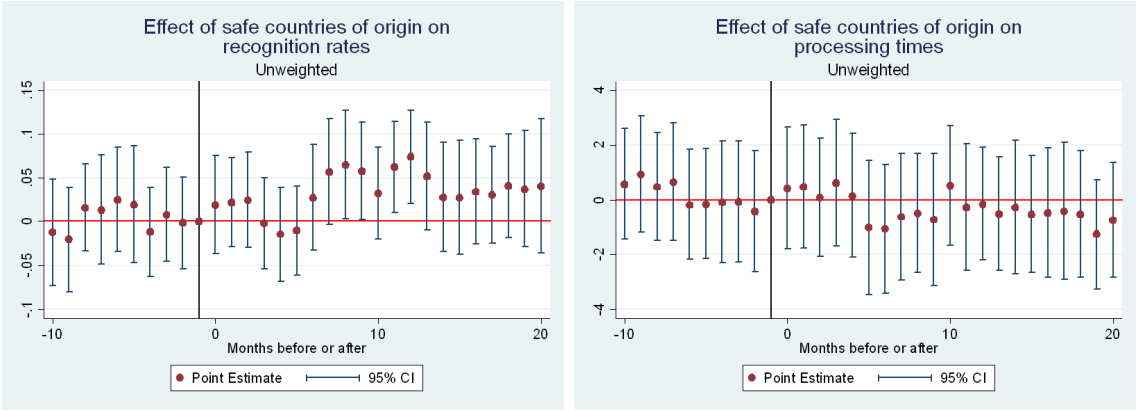 Effect of safe countries of origin on
recognition rates
Unweighted
.15
.1
.05
0
-.05
-.1
-10
0
10
20
Months before or after
Point Estimate
95% CI
Effect of safe countries of origin on
processing times
Unweighted
4
2
0
-2
-4
-10
0
10
20
Months before or after
Point Estimate
95% CI